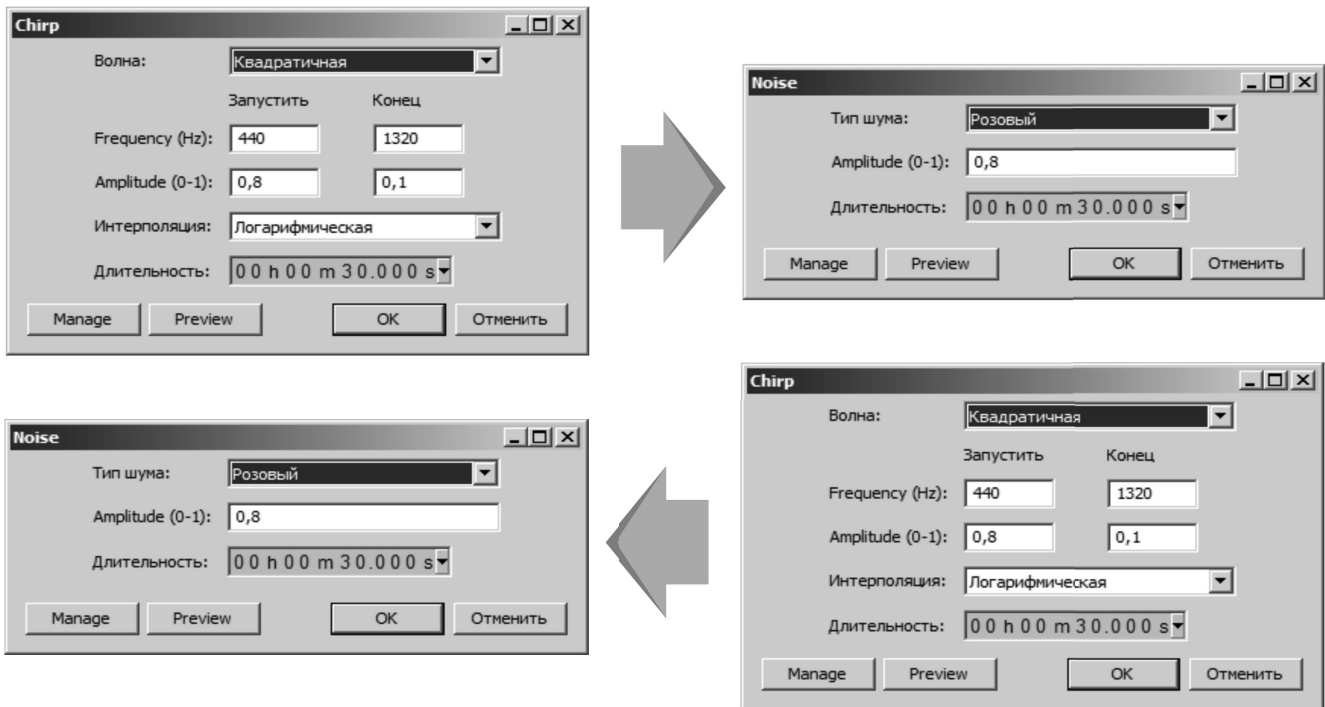 Chirp
Волна: Квадратичная
Запустить Конец
Frequency (Hz): 440 1320
Amplitude (0-1): 0,8 0,1
Интерполяция: Логарифмическая
Длительность: 00 h 00 m 30.000 s
Manage Preview OK Отменить
Noise
Тип шума: Розовый
Amplitude (0-1): 0,8
Длительность: 00 h 00 m 30.000 s
Manage Preview OK Отменить
Chirp
Волна: Квадратичная
Запустить Конец
Frequency (Hz): 440 1320
Amplitude (0-1): 0,8 0,1
Интерполяция: Логарифмическая
Длительность: 00 h 00 m 30.000 s
Manage Preview OK Отменить
Noise
Тип шума: Розовый
Amplitude (0-1): 0,8
Длительность: 00 h 00 m 30.000 s
Manage Preview OK Отменить